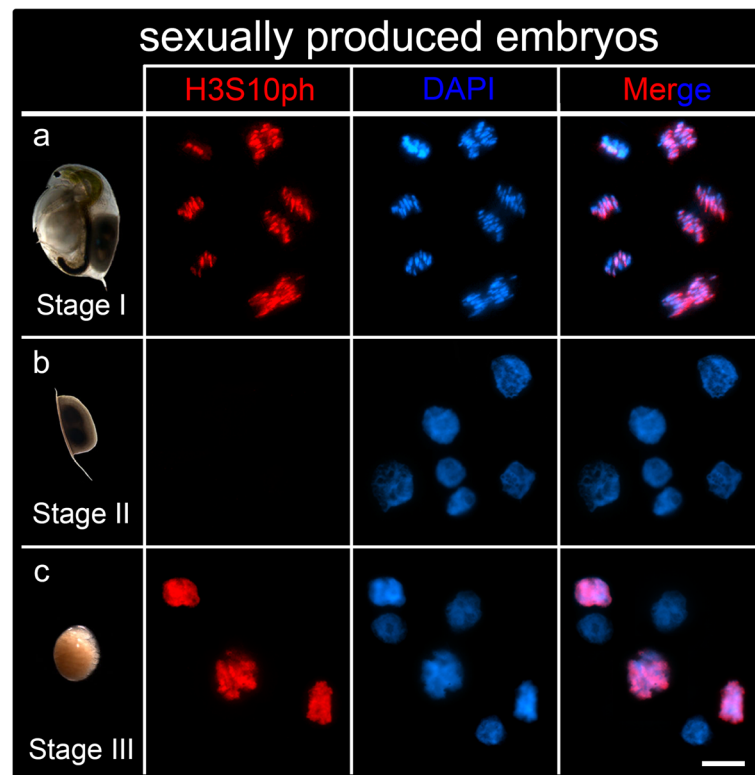 sexually produced embryos
H3S10ph DAPI Merge
a
Stage I
b
Stage II
c
Stage III